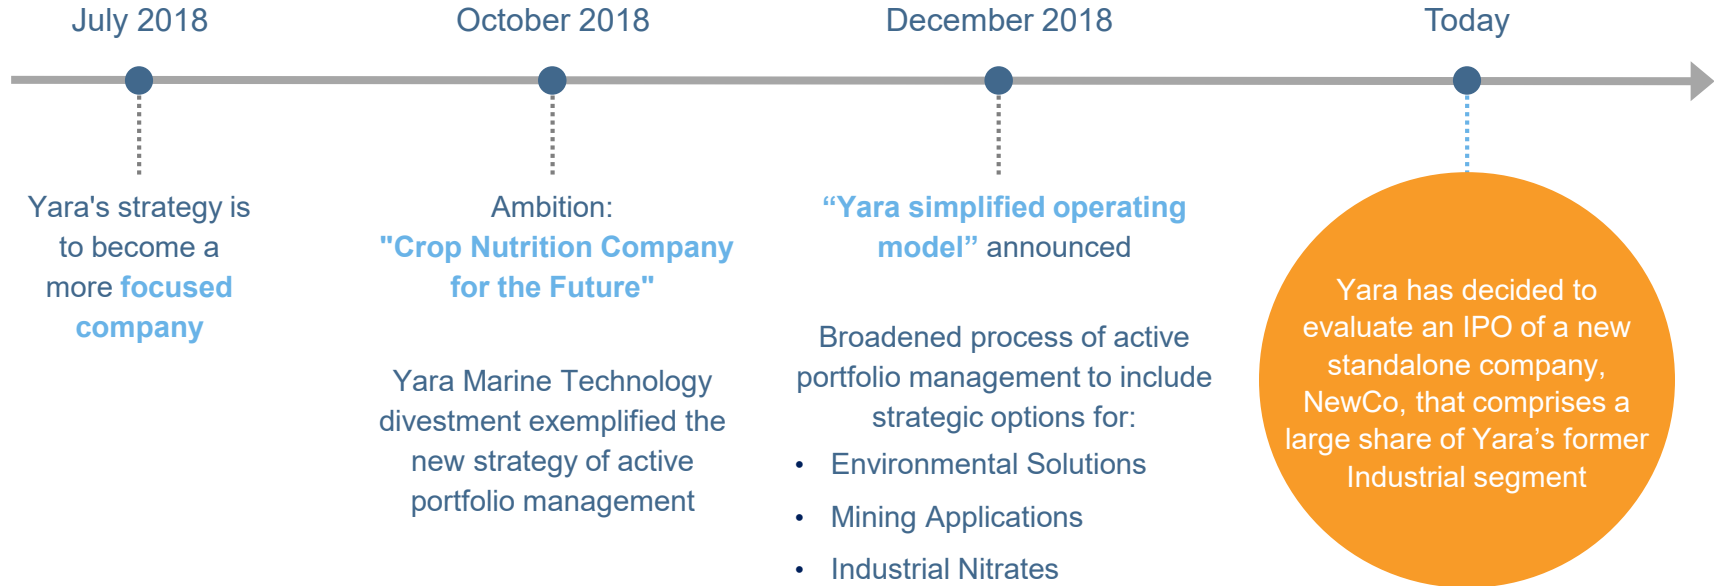 July 2018
October 2018
December 2018
Today
Yara's strategy is
to become a
more focused
company
Ambition:
"Crop Nutrition Company
for the Future"
Yara Marine Technology
divestment exemplified the
new strategy of active
portfolio management
“Yara simplified operating
model” announced
Broadened process of active
portfolio management to include
strategic options for:
• Environmental Solutions
• Mining Applications
• Industrial Nitrates
Yara has decided to
evaluate an IPO of a new
standalone company,
NewCo, that comprises a
large share of Yara’s former
Industrial segment